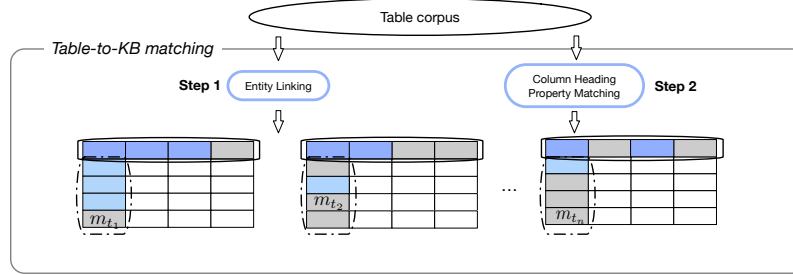 Table corpus
Table-to-KB matching
Step 1
Entity Linking
Column Heading
Property Matching
Step 2
m_{t_1}
m_{t_2}
...
m_{t_n}